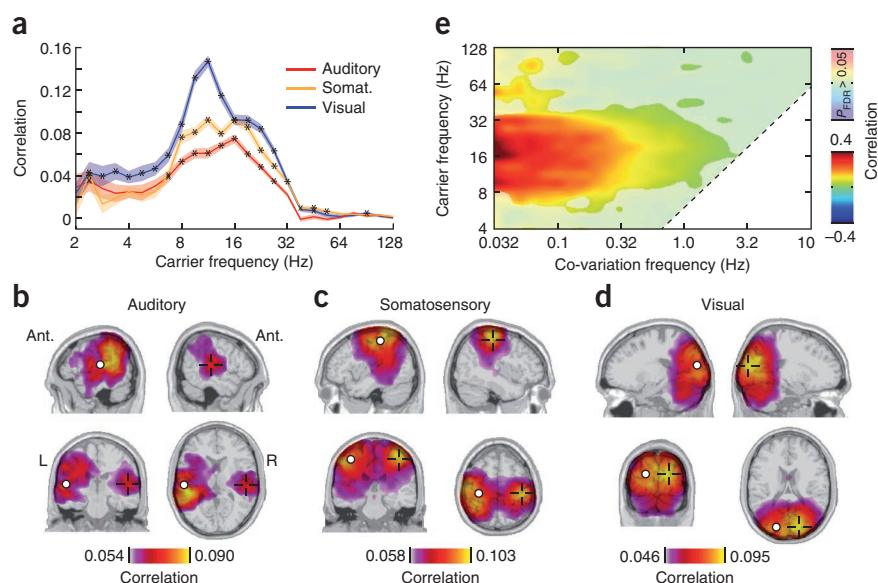 a
0.16
0.12
0.08
0.04
0
Correlation
Auditory
Somat.
Visual
2 4 8 16 32 64 128
Carrier frequency (Hz)
e
128
64
32
16
8
4
Carrier frequency (Hz)
0.032 0.1 0.32 1.0 3.2 10
Co-variation frequency (Hz)
P_FDR > 0.05
0.4
–0.4
Correlation
b Auditory
Ant. Ant.
L R
0.054 0.090
Correlation
c Somatosensory
0.058 0.103
Correlation
d Visual
0.046 0.095
Correlation